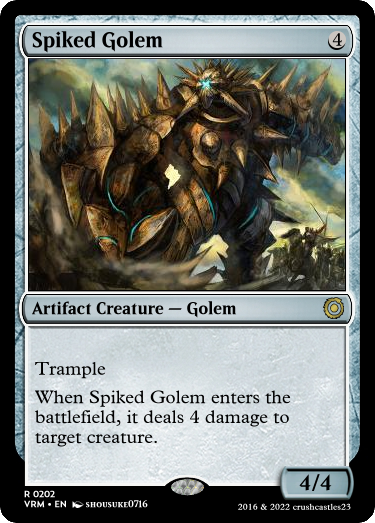 Spiked Golem 4
Artifact Creature — Golem
Trample
When Spiked Golem enters the
battlefield, it deals 4 damage to
target creature.
4/4
R 0202
VRM • EN SHOUSUKE0716
2016 & 2022 crushcastles23